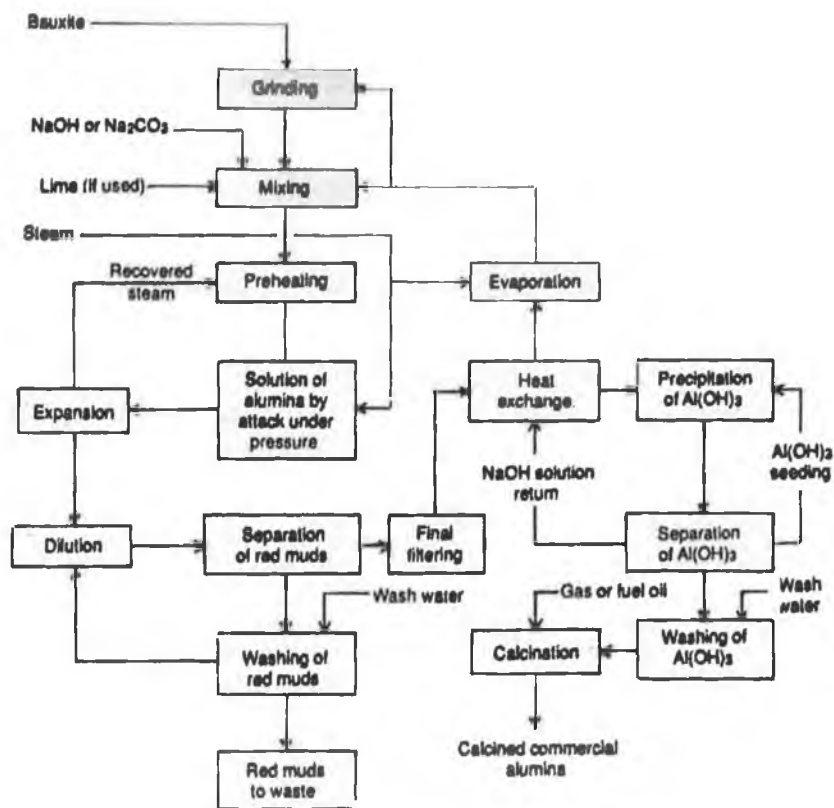 Bauxite
Grinding
NaOH or Na₂CO₃
Lime (if used)
Mixing
Steam
Recovered
steam
Preheating
Evaporation
Solution of
alumina by
attack under
pressure
Expansion
Heat
exchange
Precipitation
of Al(OH)₃
NaOH solution
return
Al(OH)₃
seeding
Dilution
Separation
of red muds
Final
filtering
Separation
of Al(OH)₃
Wash water
Gas or fuel oil
Wash
water
Washing of
red muds
Calcination
Washing of
Al(OH)₃
Red muds
to waste
Calcined commercial
alumina